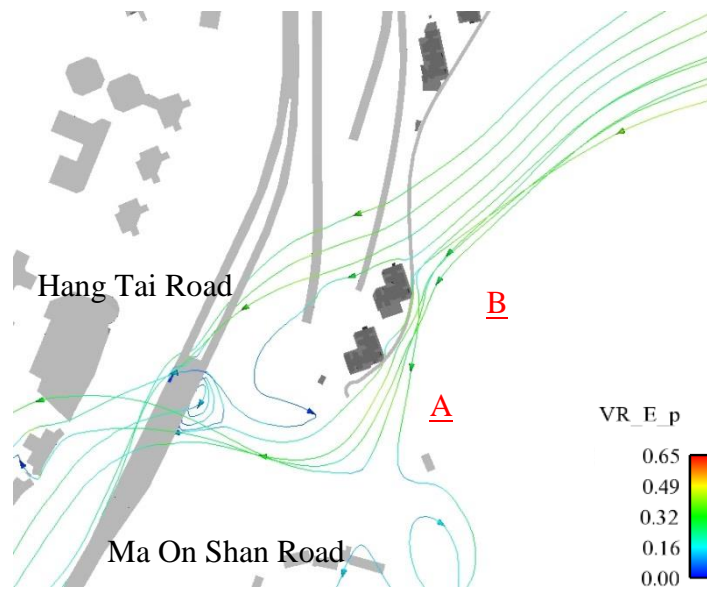 Hang Tai Road
B
A
VR_E_p
0.65
0.49
0.32
0.16
0.00
Ma On Shan Road